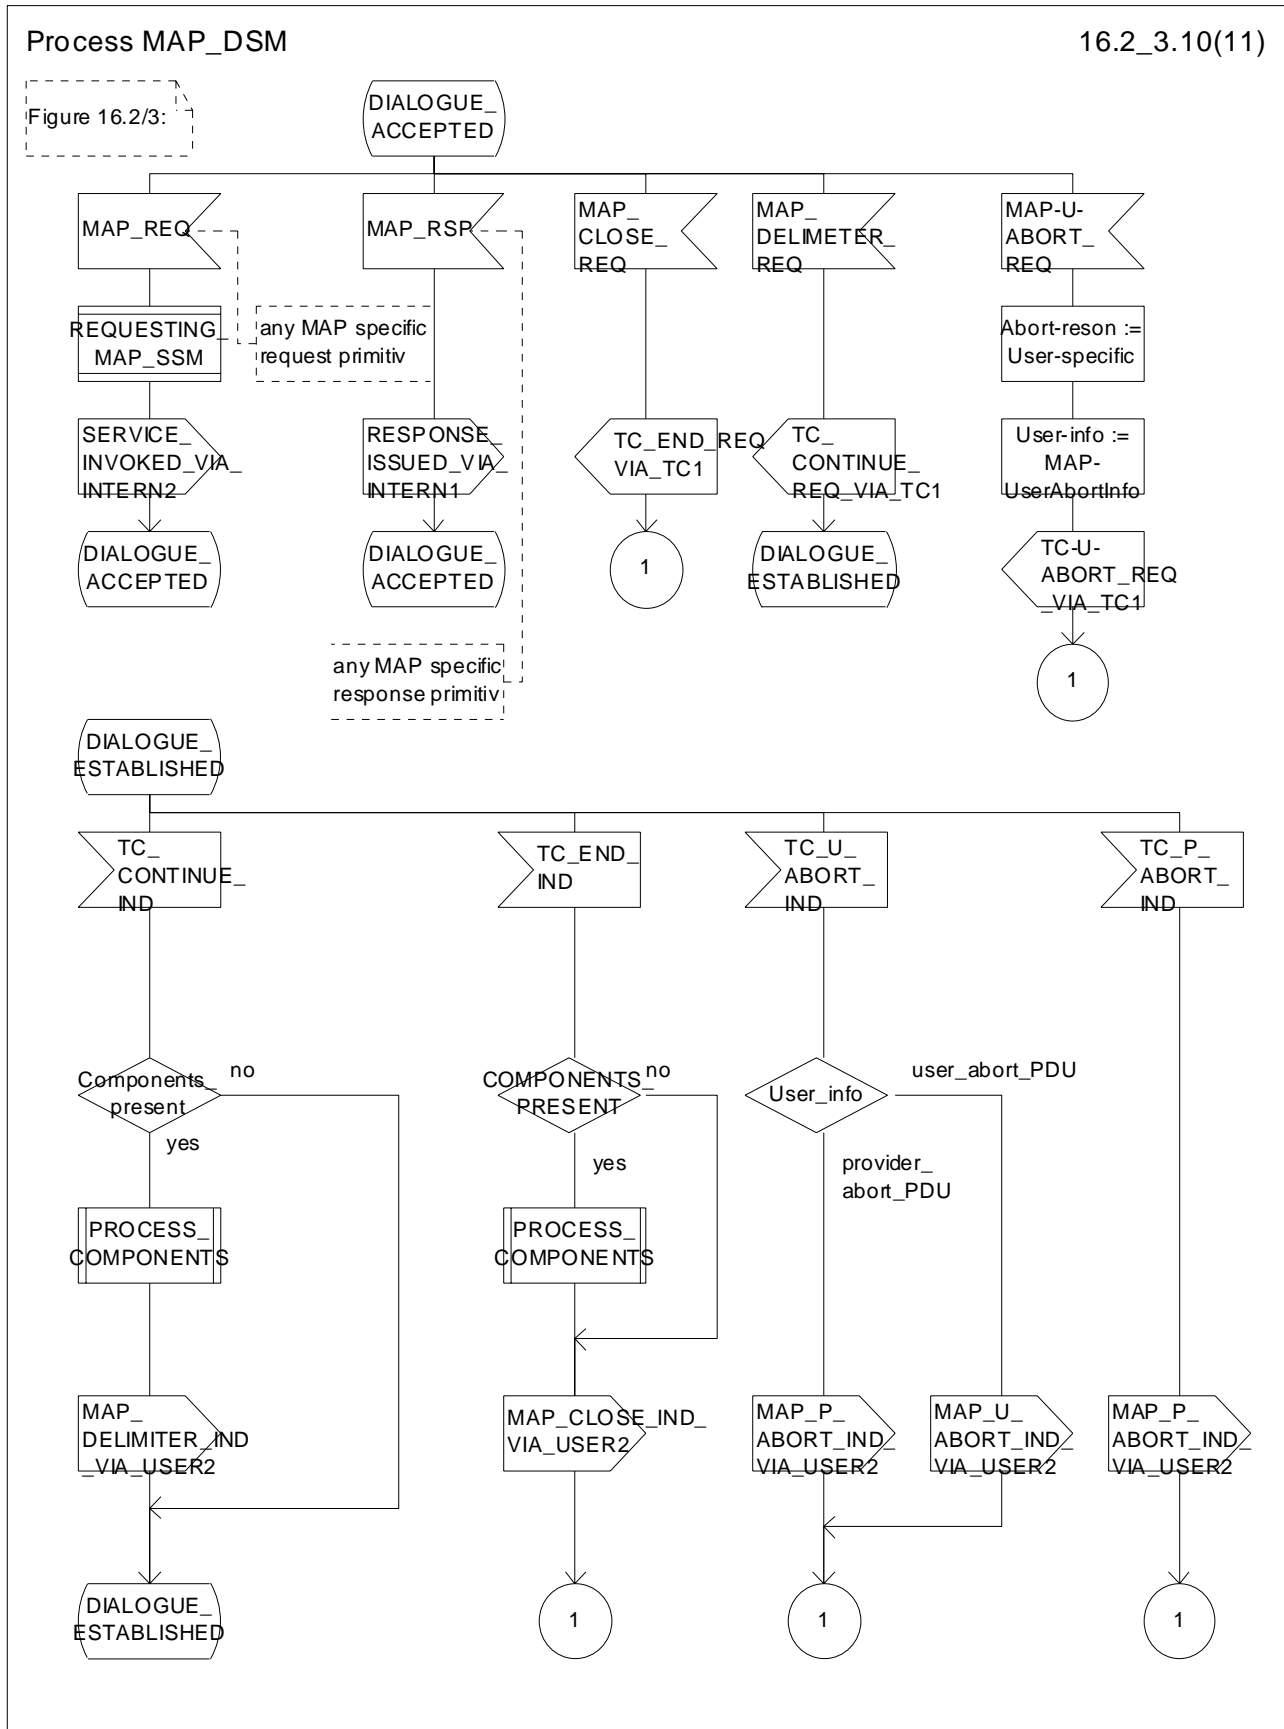 Process MAP_DSM
16.2_3.10(11)
Figure 16.2/3:
DIALOGUE_
ACCEPTED
MAP_REQ
MAP_RSP
MAP_
CLOSE_
REQ
MAP_
DELIMETER_
REQ
MAP-U-
ABORT_
REQ
REQUESTING_
MAP_SSM
any MAP specific
request primitiv
Abort-reson :=
User-specific
SERVICE_
INVOKED_VIA_
INTERN2
RESPONSE_
ISSUED_VIA_
INTERN1
TC_END_REQ
VIA_TC1
TC_
CONTINUE_
REQ_VIA_TC1
User-info :=
MAP-
UserAbortInfo
DIALOGUE_
ACCEPTED
DIALOGUE_
ACCEPTED
1
DIALOGUE_
ESTABLISHED
TC-U-
ABORT_REQ
_VIA_TC1
any MAP specific
response primitiv
1
DIALOGUE_
ESTABLISHED
TC_
CONTINUE_
IND
TC_END_
IND
TC_U_
ABORT_
IND
TC_P_
ABORT_
IND
Components_
present
no
yes
COMPONENTS_
PRESENT
no
yes
User_info
user_abort_PDU
provider_
abort_PDU
PROCESS_
COMPONENTS
PROCESS_
COMPONENTS
MAP_
DELIMITER_IND
_VIA_USER2
MAP_CLOSE_IND_
VIA_USER2
MAP_P_
ABORT_IND_
VIA_USER2
MAP_U_
ABORT_IND_
VIA_USER2
MAP_P_
ABORT_IND_
VIA_USER2
DIALOGUE_
ESTABLISHED
1
1
1